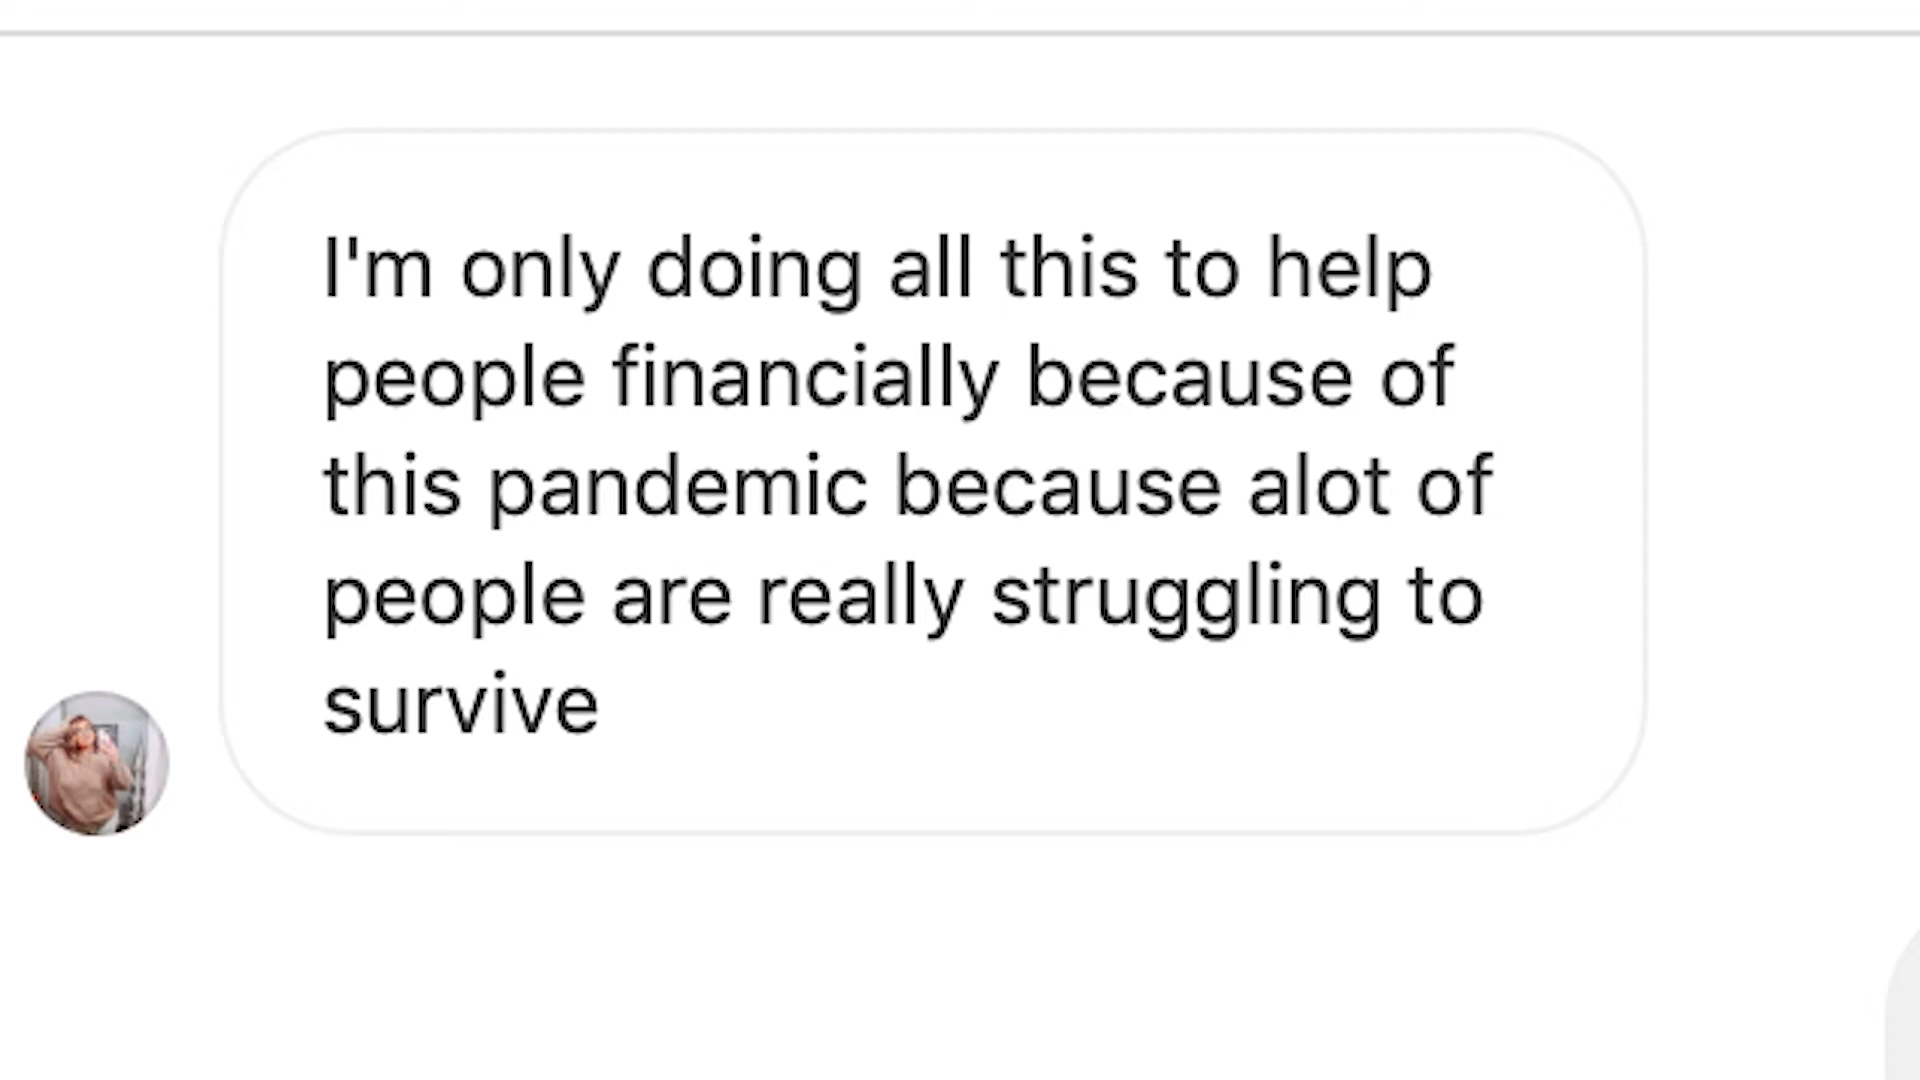 I'm only doing all this to help
people financially because of
this pandemic because alot of
people are really struggling to
survive